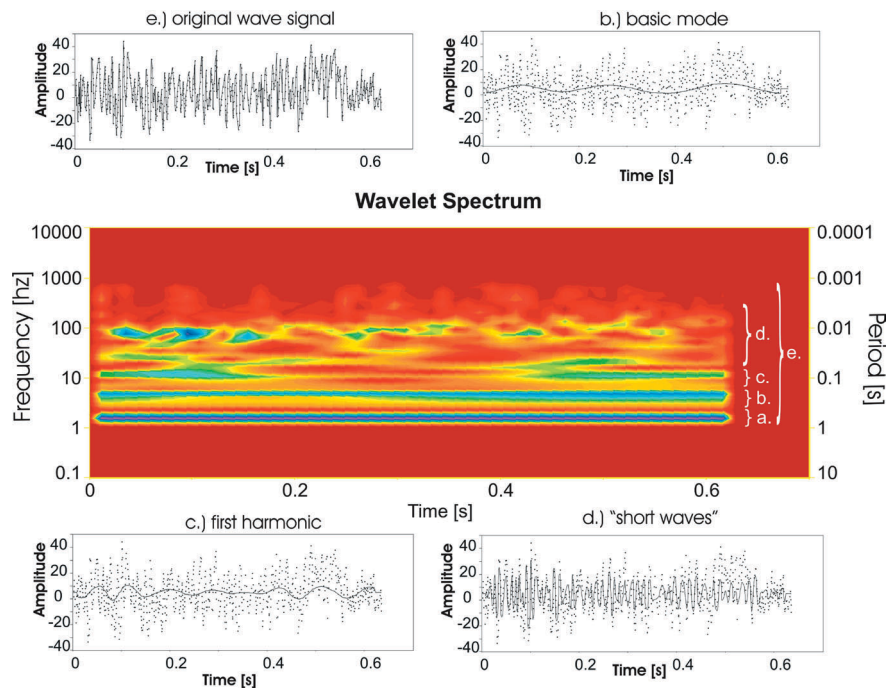 e.) original wave signal
b.) basic mode
Amplitude
40
20
0
-20
-40
0
0.2
0.4
0.6
Time [s]
Amplitude
40
20
0
-20
-40
0
0.2
0.4
0.6
Time [s]
Wavelet Spectrum
Frequency [hz]
10000
1000
100
10
1
0.1
0
0.2
0.4
0.6
Time [s]
d.
c.
b.
a.
e.
0.0001
0.001
0.01
0.1
1
10
Period [s]
c.) first harmonic
d.) "short waves"
Amplitude
40
20
0
-20
-40
0
0.2
0.4
0.6
Time [s]
Amplitude
40
20
0
-20
-40
0
0.2
0.4
0.6
Time [s]